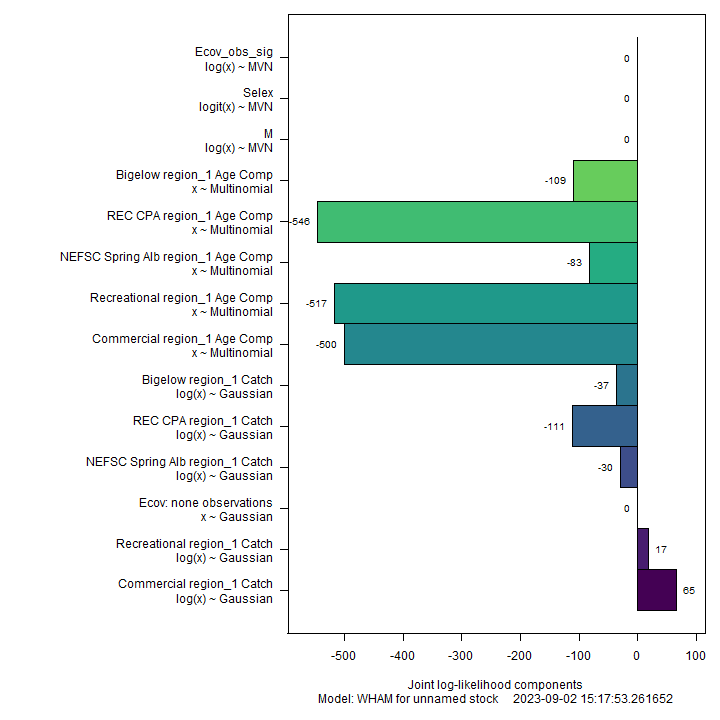 Ecov_obs_sig
log(x) ~ MVN
0
Selex
logit(x) ~ MVN
0
M
log(x) ~ MVN
0
Bigelow region_1 Age Comp
x ~ Multinomial
-109
REC CPA region_1 Age Comp
x ~ Multinomial
-546
NEFSC Spring Alb region_1 Age Comp
x ~ Multinomial
-83
Recreational region_1 Age Comp
x ~ Multinomial
-517
Commercial region_1 Age Comp
x ~ Multinomial
-500
Bigelow region_1 Catch
log(x) ~ Gaussian
-37
REC CPA region_1 Catch
log(x) ~ Gaussian
-111
NEFSC Spring Alb region_1 Catch
log(x) ~ Gaussian
-30
Ecov: none observations
x ~ Gaussian
0
Recreational region_1 Catch
log(x) ~ Gaussian
17
Commercial region_1 Catch
log(x) ~ Gaussian
65
-500 -400 -300 -200 -100 0 100
Joint log-likelihood components
Model: WHAM for unnamed stock 2023-09-02 15:17:53.261652